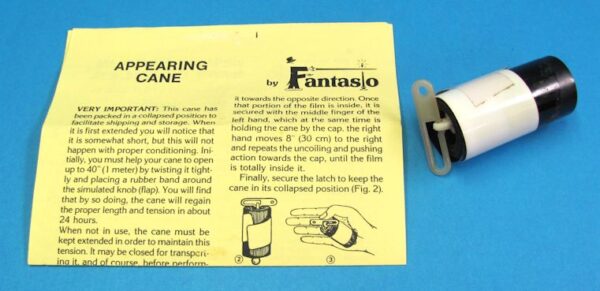 APPEARING
CANE
by Fantasio
VERY IMPORTANT: This cane has
been packed in a collapsed position to
facilitate shipping and storage. When
it is first extended you will notice that
it is somewhat short, but this will not
happen with proper conditioning. Ini-
tially, you must help your cane to open
up to 40" (1 meter) by twisting it tight-
ly and placing a rubber band around
the simulated knob (flap). You will find
that by so doing, the cane will regain
the proper length and tension in about
24 hours.
When not in use, the cane must be
kept extended in order to maintain this
tension. It may be closed for transport-
ing it, and of course, before perform-
it towards the opposite direction. Once
that portion of the film is inside, it is
secured with the middle finger of the
left hand, which at the same time is
holding the cane by the cap, the right
hand moves 8" (30 cm) to the right
and repeats the uncoiling and pushing
action towards the cap, until the film
is totally inside it.
Finally, secure the latch to keep the
cane in its collapsed position (Fig. 2).
2 3